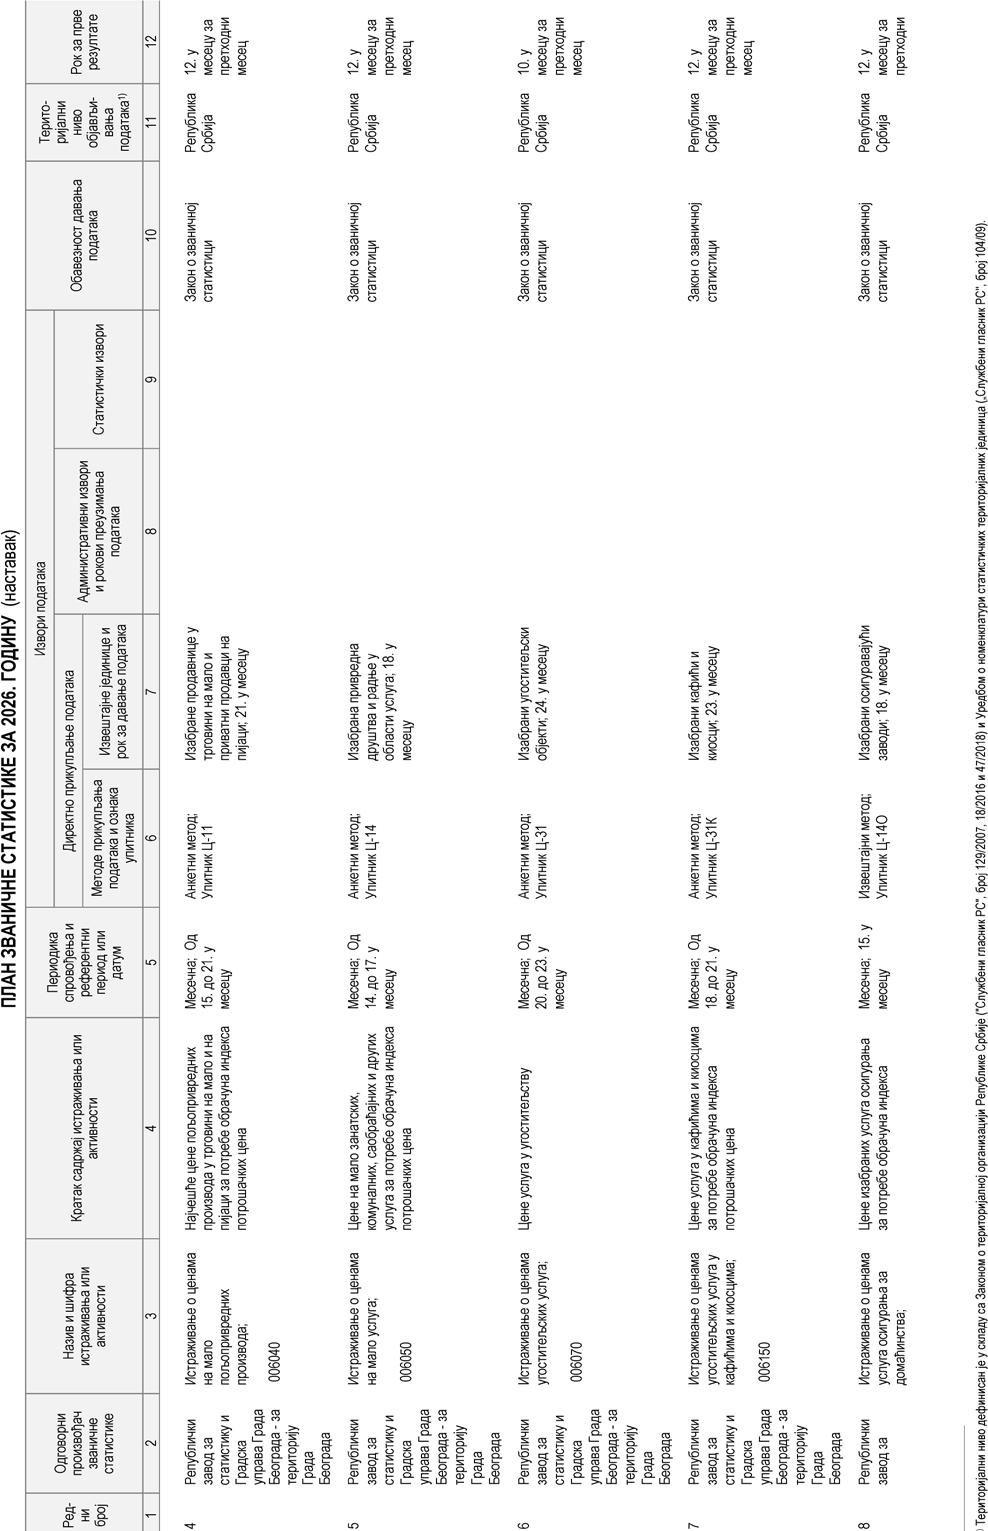 ПЛАН ЗВАНИЧНЕ СТАТИСТИКЕ ЗА 2026. ГОДИНУ (наставак)
Ред-
ни
број
Одговорни
произвођач
званичне
статистике
Назив и шифра
истраживања или
активности
Кратак садржај истраживања или
активности
Периодика
спровођења и
референтни
период или
датум
Извори података
Директно прикупљање података
Методе прикупљања
података и ознака
упитника
Извештајне јединице и
рок за давање података
Административни извори
и рокови преузимања
података
Статистички извори
Обавезност давања
података
Терито-
ријални
ниво
објављи-
вања
података¹⁾
Рок за прве
резултате
1
2
3
4
5
6
7
8
9
10
11
12
4
Републички
завод за
статистику и
Градска
управа Града
Београда - за
територију
Града
Београда
Истраживање о ценама
на мало
пољопривредних
производа;
006040
Најчешће цене пољопривредних
производа у трговини на мало и на
пијаци за потребе обрачуна индекса
потрошачких цена
Месечна; Од
15. до 21. у
месецу
Анкетни метод;
Упитник Ц-11
Изабране продавнице у
трговини на мало и
приватни продавци на
пијаци; 21. у месецу
Закон о званичној
статистици
Република
Србија
12. у
месецу за
претходни
месец
5
Републички
завод за
статистику и
Градска
управа Града
Београда - за
територију
Града
Београда
Истраживање о ценама
на мало услуга;
006050
Цене на мало занатских,
комуналних, саобраћајних и других
услуга за потребе обрачуна индекса
потрошачких цена
Месечна; Од
14. до 17. у
месецу
Анкетни метод;
Упитник Ц-14
Изабрана привредна
друштва и радње у
области услуга; 18. у
месецу
Закон о званичној
статистици
Република
Србија
12. у
месецу за
претходни
месец
6
Републички
завод за
статистику и
Градска
управа Града
Београда - за
територију
Града
Београда
Истраживање о ценама
угоститељских услуга;
006070
Цене услуга у угоститељству
Месечна; Од
20. до 23. у
месецу
Анкетни метод;
Упитник Ц-31
Изабрани угоститељски
објекти; 24. у месецу
Закон о званичној
статистици
Република
Србија
10. у
месецу за
претходни
месец
7
Републички
завод за
статистику и
Градска
управа Града
Београда - за
територију
Града
Београда
Истраживање о ценама
угоститељских услуга у
кафићима и киосцима;
006150
Цене услуга у кафићима и киосцима
за потребе обрачуна индекса
потрошачких цена
Месечна; Од
18. до 21. у
месецу
Анкетни метод;
Упитник Ц-31К
Изабрани кафићи и
киосци; 23. у месецу
Закон о званичној
статистици
Република
Србија
12. у
месецу за
претходни
месец
8
Републички
завод за
Истраживање о ценама
услуга осигурања за
домаћинства;
Цене изабраних услуга осигурања
за потребе обрачуна индекса
Месечна; 15. у
месецу
Извештајни метод;
Упитник Ц-14О
Изабрани осигуравајући
заводи; 18. у месецу
Закон о званичној
статистици
Република
Србија
12. у
месецу за
претходни
⁾ Територијални ниво дефинисан је у складу са Законом о територијалној организацији Републике Србије ("Службени гласник РС", број 129/2007, 18/2016 и 47/2018) и Уредбом о номенклатури статистичких територијалних јединица („Службени гласник РС", број 104/09).